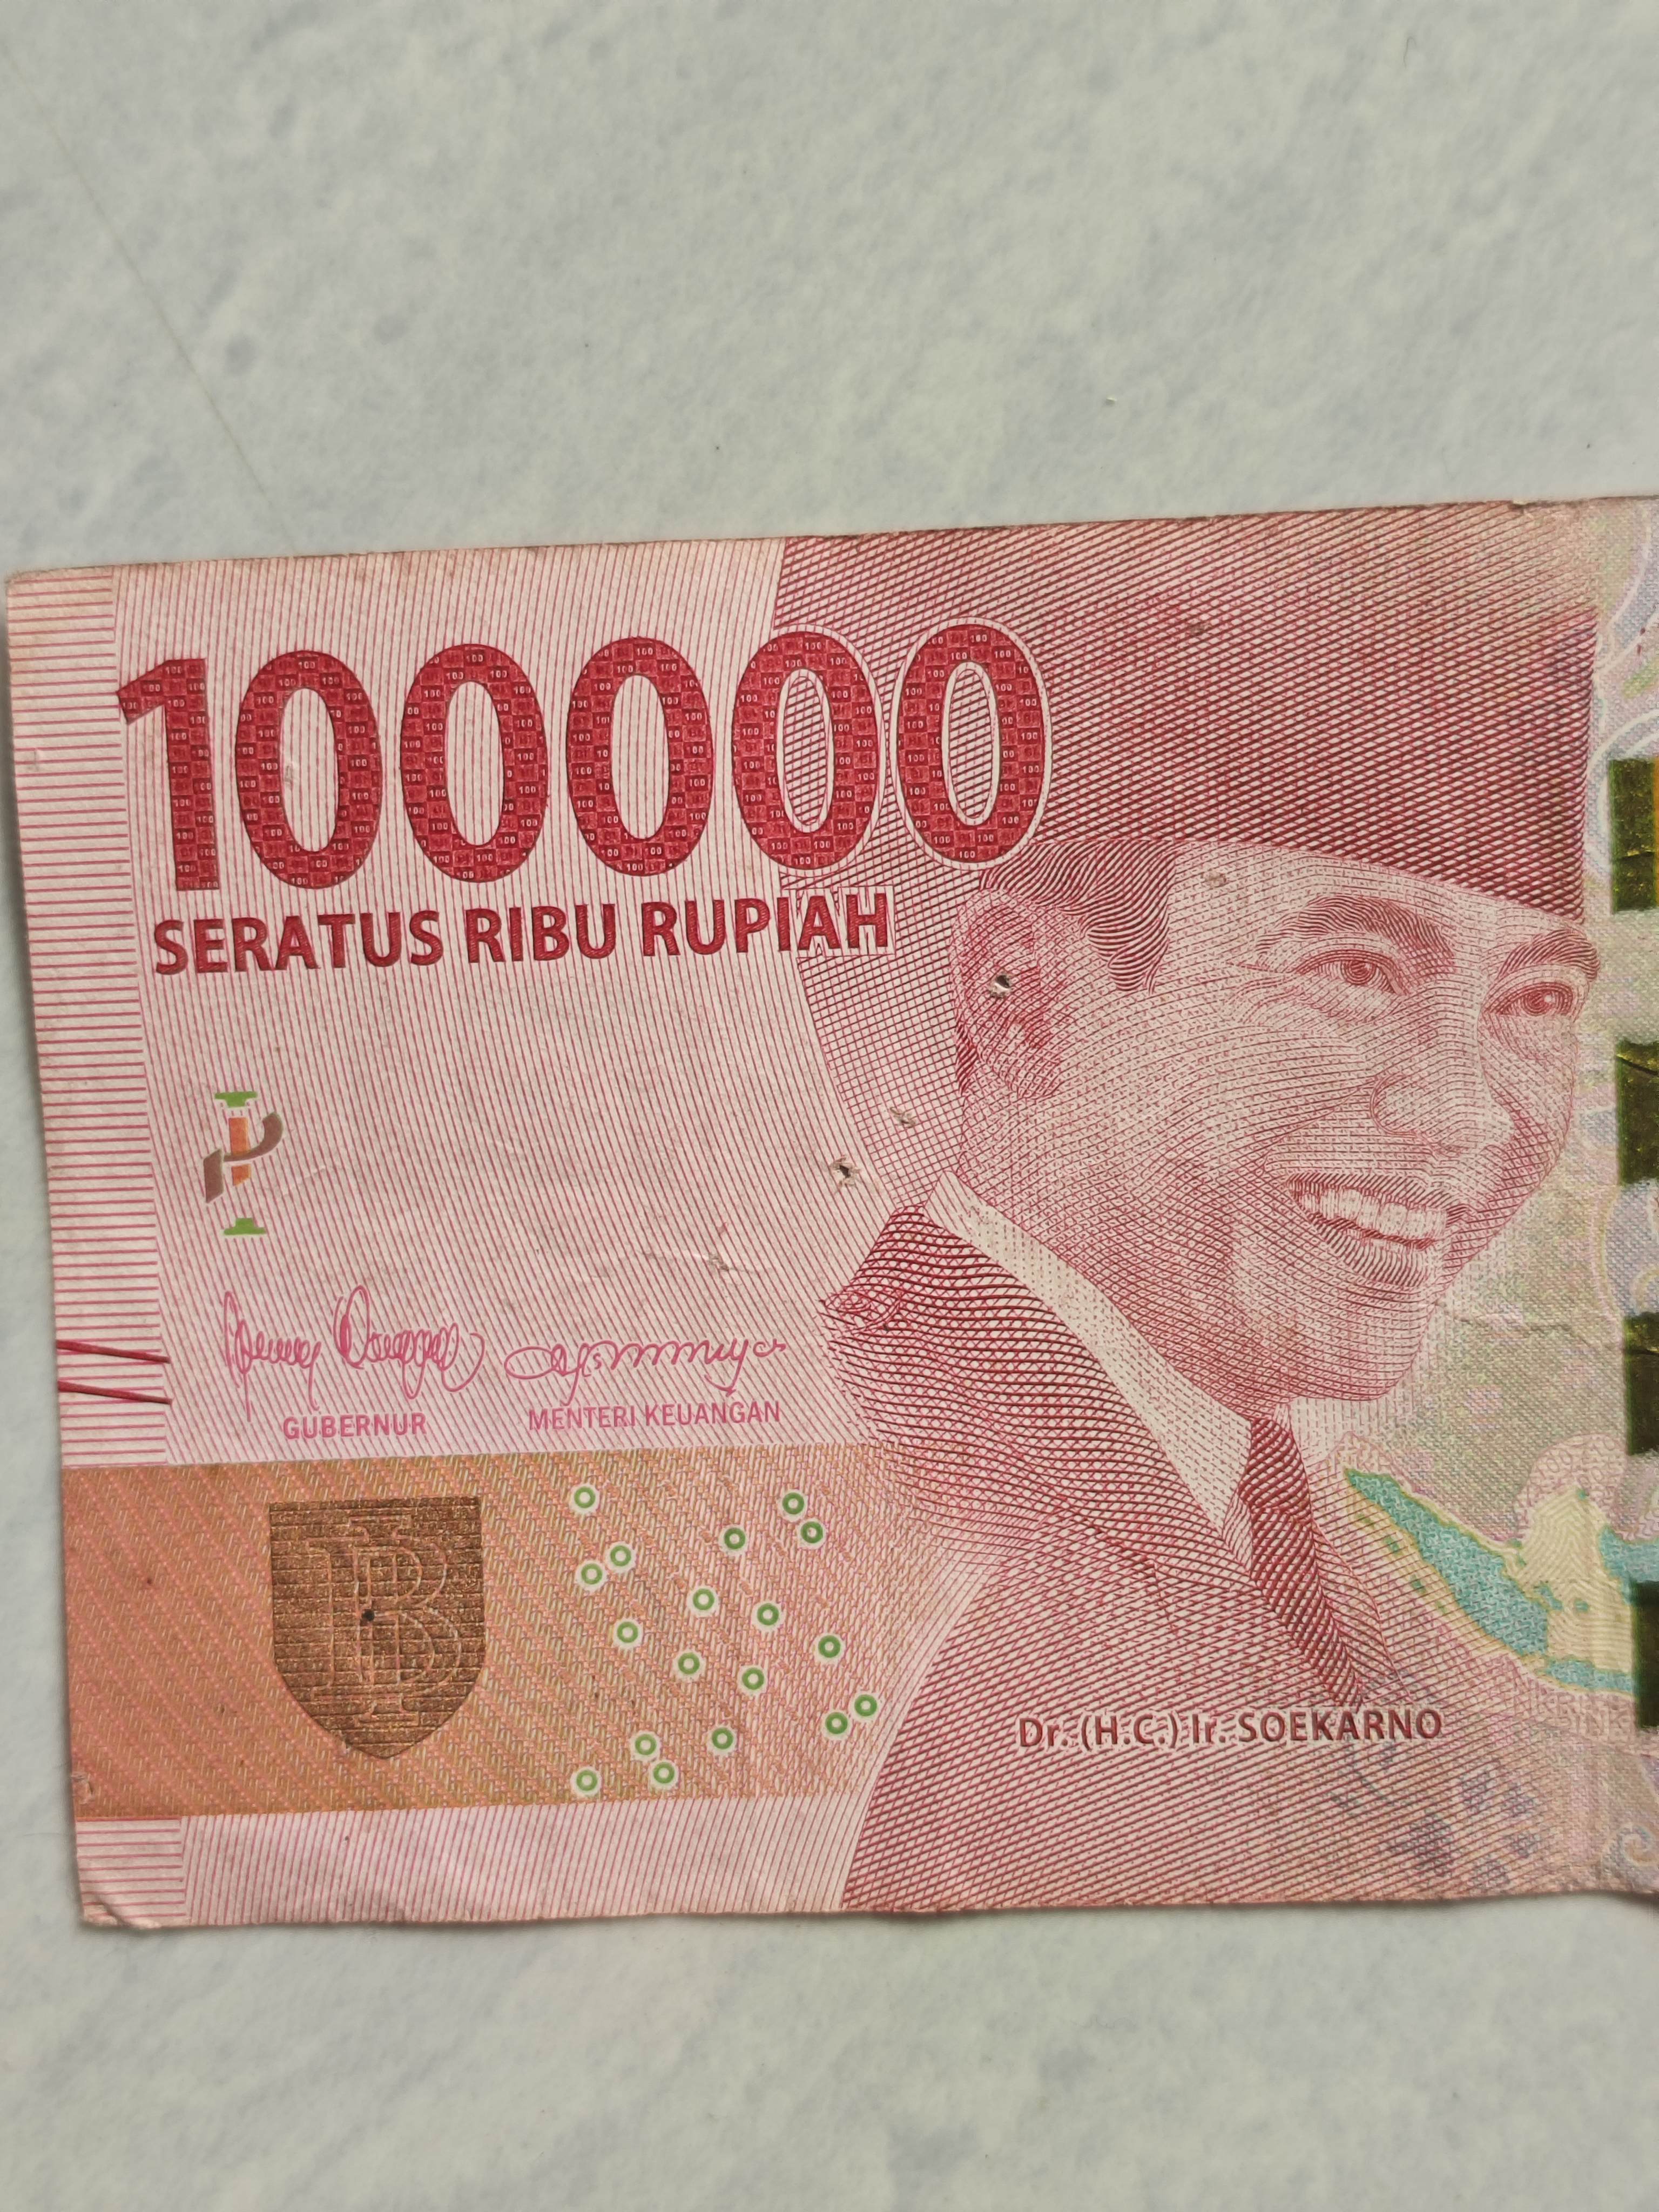 100000
SERATUS RIBU RUPIAH
GUBERNUR
MENTERI KEUANGAN
Dr. (H.C.) Ir. SOEKARNO